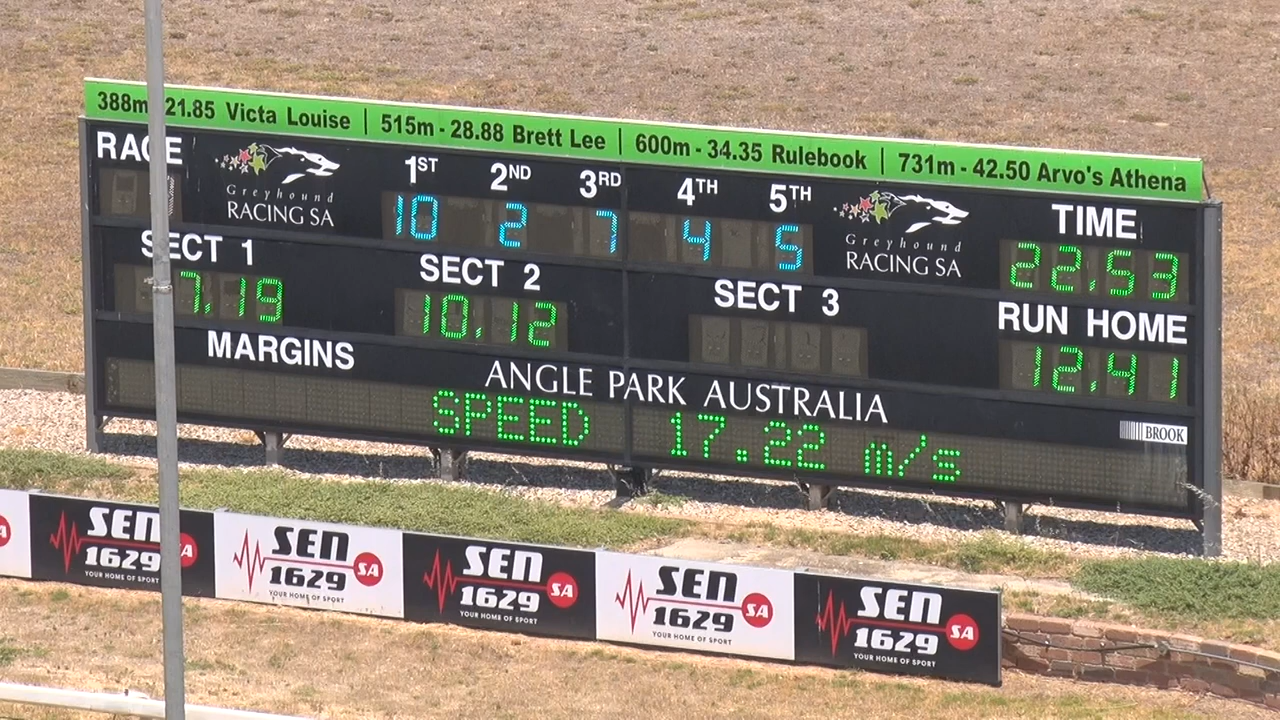 388m 21.85 Victa Louise | 515m - 28.88 Brett Lee | 600m - 34.35 Rulebook | 731m - 42.50 Arvo's Athena
RACE
Greyhound
RACING SA
1ST 2ND 3RD 4TH 5TH
10 2 7 4 5
Greyhound
RACING SA
TIME
22.53
SECT 1
7.19
SECT 2
10.12
SECT 3
RUN HOME
12.41
MARGINS
ANGLE PARK AUSTRALIA
SPEED 17.22 m/s
BROOK
A
SEN
1629
SA
YOUR HOME OF SPORT
SEN
1629
SA
YOUR HOME OF SPORT
SEN
1629
SA
YOUR HOME OF SPORT
SEN
1629
SA
YOUR HOME OF SPORT
SEN
1629
SA
YOUR HOME OF SPORT